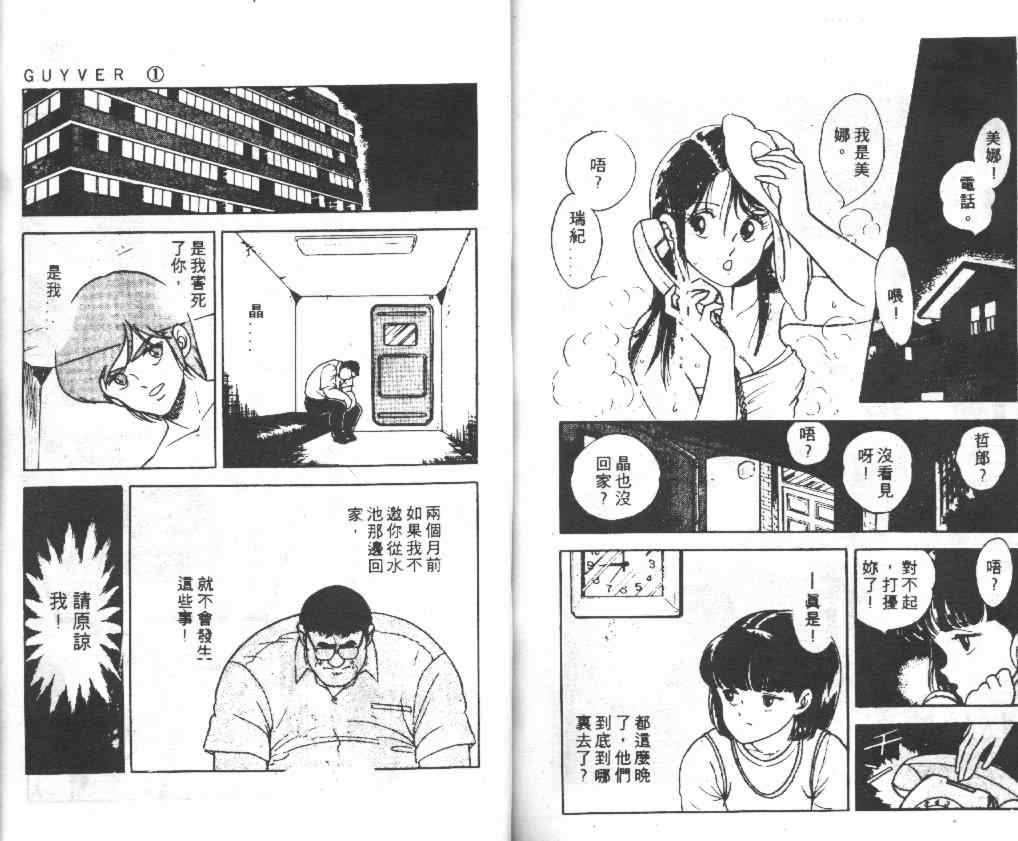 美娜！
電話。
喂！
我是美
娜。
唔？
瑞紀……
哲郎？
沒看見
呀！
唔？
晶也沒
回家？
唔？
對不起
，打擾
妳了！
—眞是！
都這麼晚
了，他們
到底到哪
裏去了？
GUYVER ①
晶……
是我害死
了你，
是我……
兩個月前
如果我不
邀你從水
池那邊回
家，
就不會發生
這些事！
請原諒
我！